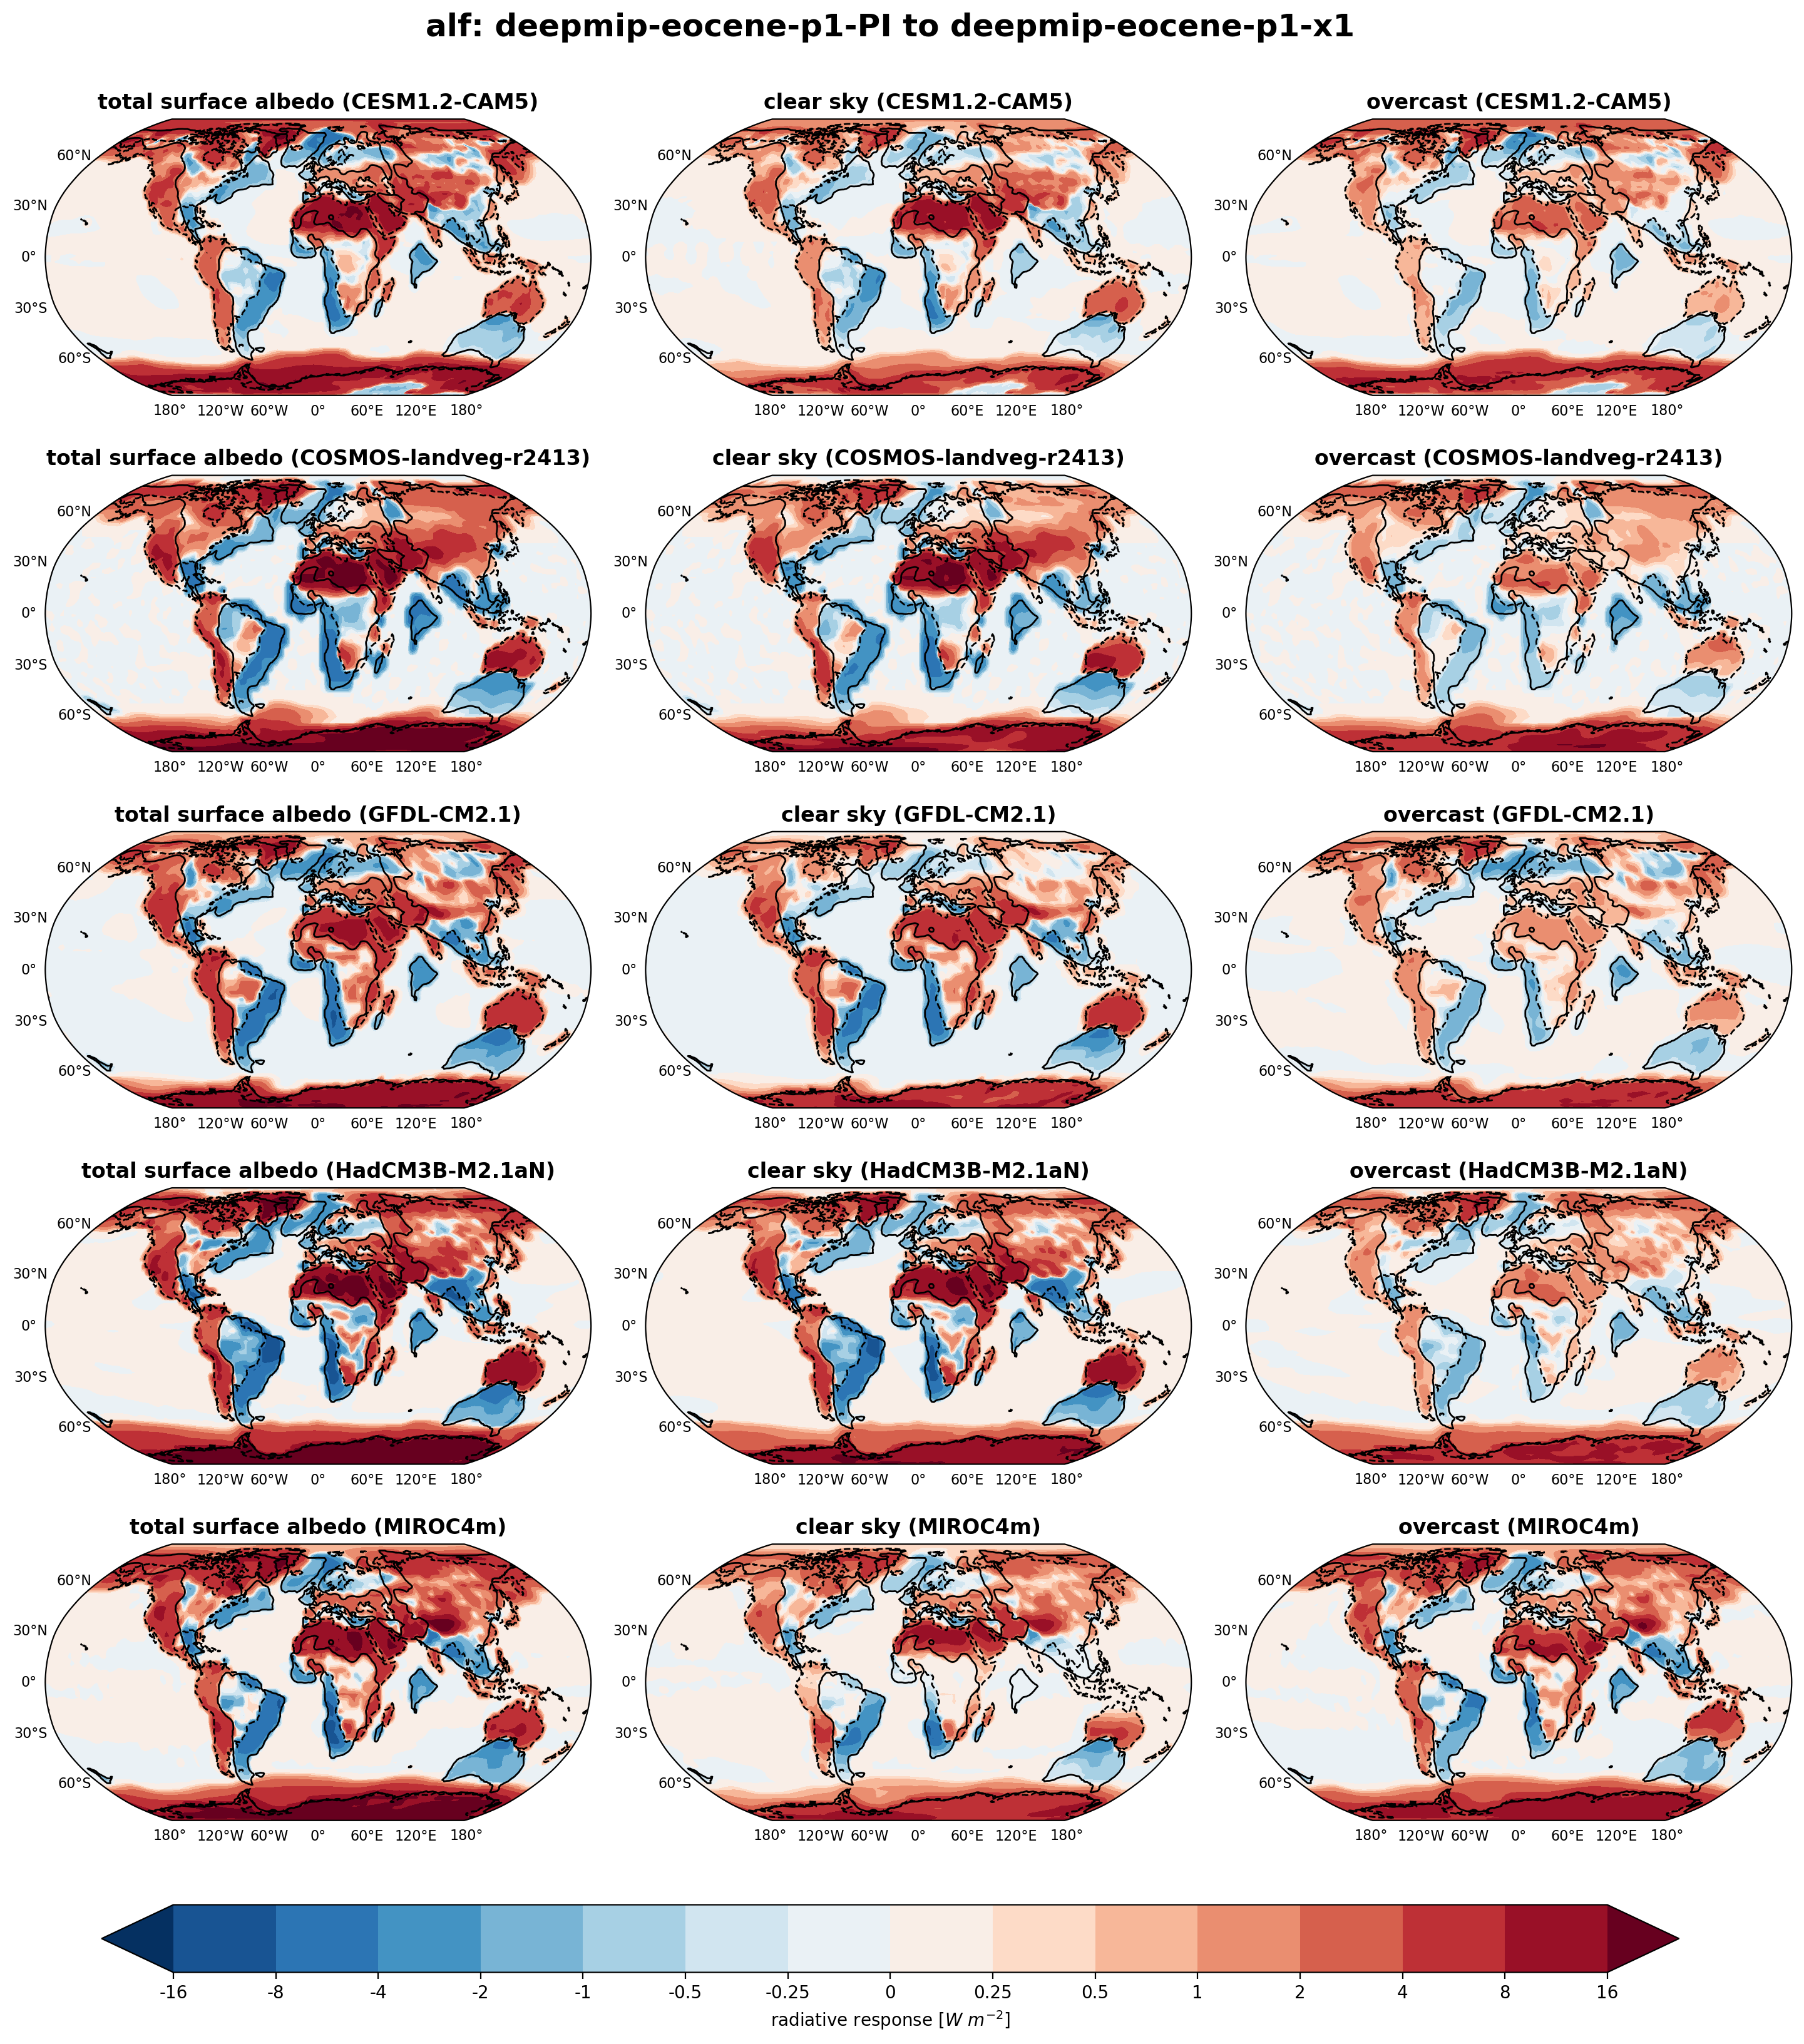 alf: deepmip-eocene-p1-PI to deepmip-eocene-p1-x1
total surface albedo (CESM1.2-CAM5) clear sky (CESM1.2-CAM5) overcast (CESM1.2-CAM5)
60°N 60°N 60°N
30°N 30°N 30°N
0° 0° 0°
30°S 30°S 30°S
60°S 60°S 60°S
180° 120°W 60°W 0° 60°E 120°E 180° 180° 120°W 60°W 0° 60°E 120°E 180° 180° 120°W 60°W 0° 60°E 120°E 180°
total surface albedo (COSMOS-landveg-r2413) clear sky (COSMOS-landveg-r2413) overcast (COSMOS-landveg-r2413)
60°N 60°N 60°N
30°N 30°N 30°N
0° 0° 0°
30°S 30°S 30°S
60°S 60°S 60°S
180° 120°W 60°W 0° 60°E 120°E 180° 180° 120°W 60°W 0° 60°E 120°E 180° 180° 120°W 60°W 0° 60°E 120°E 180°
total surface albedo (GFDL-CM2.1) clear sky (GFDL-CM2.1) overcast (GFDL-CM2.1)
60°N 60°N 60°N
30°N 30°N 30°N
0° 0° 0°
30°S 30°S 30°S
60°S 60°S 60°S
180° 120°W 60°W 0° 60°E 120°E 180° 180° 120°W 60°W 0° 60°E 120°E 180° 180° 120°W 60°W 0° 60°E 120°E 180°
total surface albedo (HadCM3B-M2.1aN) clear sky (HadCM3B-M2.1aN) overcast (HadCM3B-M2.1aN)
60°N 60°N 60°N
30°N 30°N 30°N
0° 0° 0°
30°S 30°S 30°S
60°S 60°S 60°S
180° 120°W 60°W 0° 60°E 120°E 180° 180° 120°W 60°W 0° 60°E 120°E 180° 180° 120°W 60°W 0° 60°E 120°E 180°
total surface albedo (MIROC4m) clear sky (MIROC4m) overcast (MIROC4m)
60°N 60°N 60°N
30°N 30°N 30°N
0° 0° 0°
30°S 30°S 30°S
60°S 60°S 60°S
180° 120°W 60°W 0° 60°E 120°E 180° 180° 120°W 60°W 0° 60°E 120°E 180° 180° 120°W 60°W 0° 60°E 120°E 180°
-16 -8 -4 -2 -1 -0.5 -0.25 0 0.25 0.5 1 2 4 8 16
radiative response [W m⁻²]